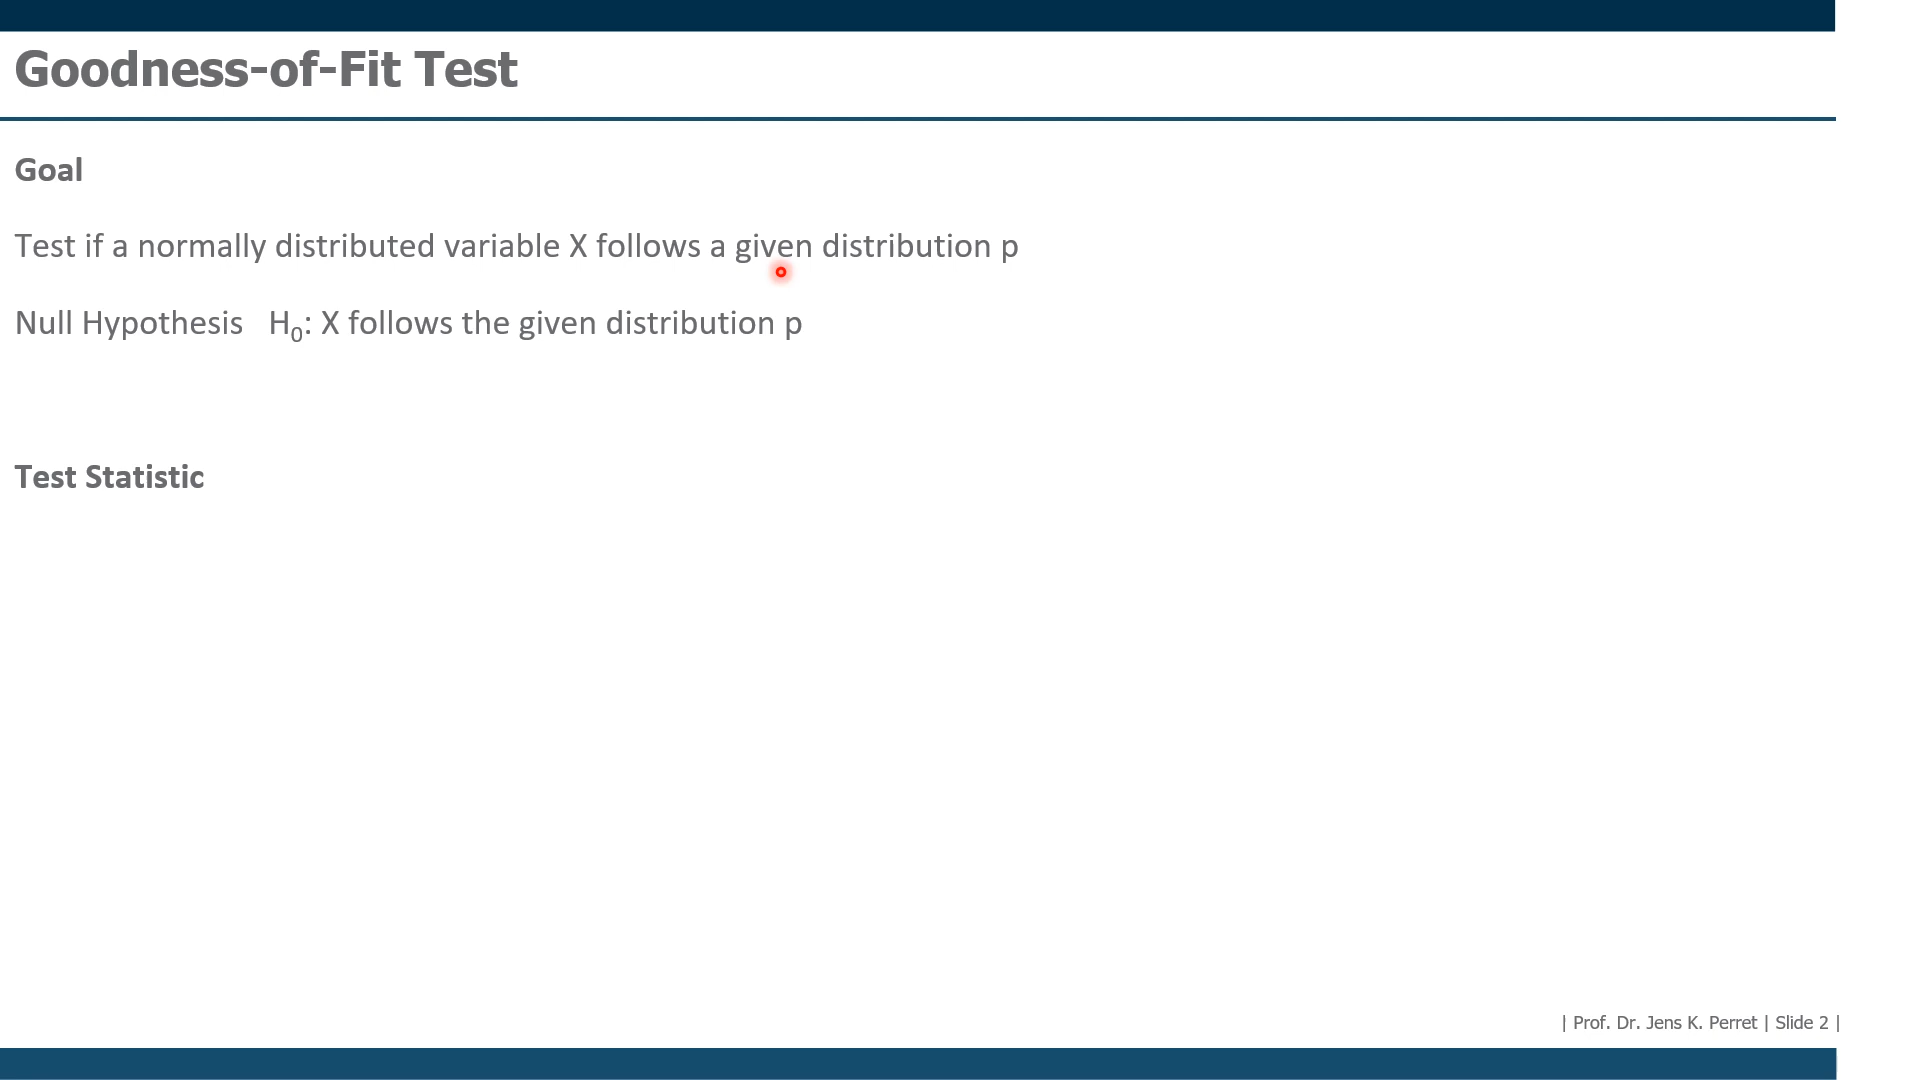 Goodness-of-Fit Test
Goal
Test if a normally distributed variable X follows a given distribution p
Null Hypothesis H₀: X follows the given distribution p
Test Statistic
| Prof. Dr. Jens K. Perret | Slide 2 |